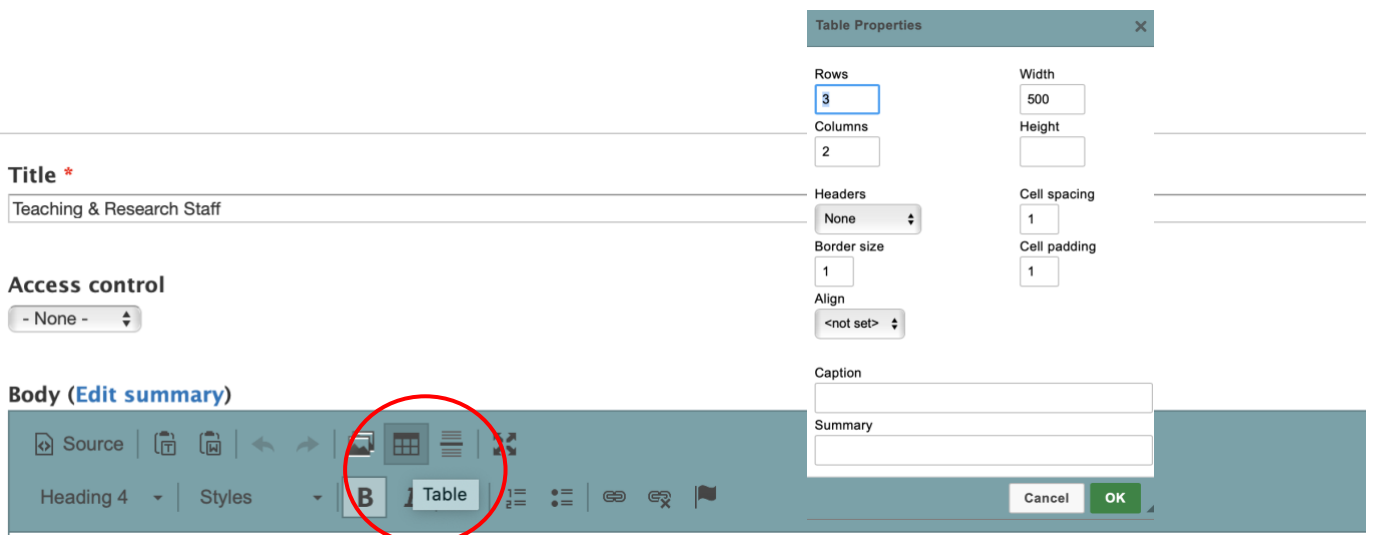 Table Properties
Rows
Width
3
500
Columns
Height
2
Headers
Cell spacing
None
1
Border size
Cell padding
1
1
Align
<not set>
Caption
Summary
Cancel
OK
Title *
Teaching & Research Staff
Access control
- None -
Body (Edit summary)
Source
Heading 4
Styles
B
I
Table